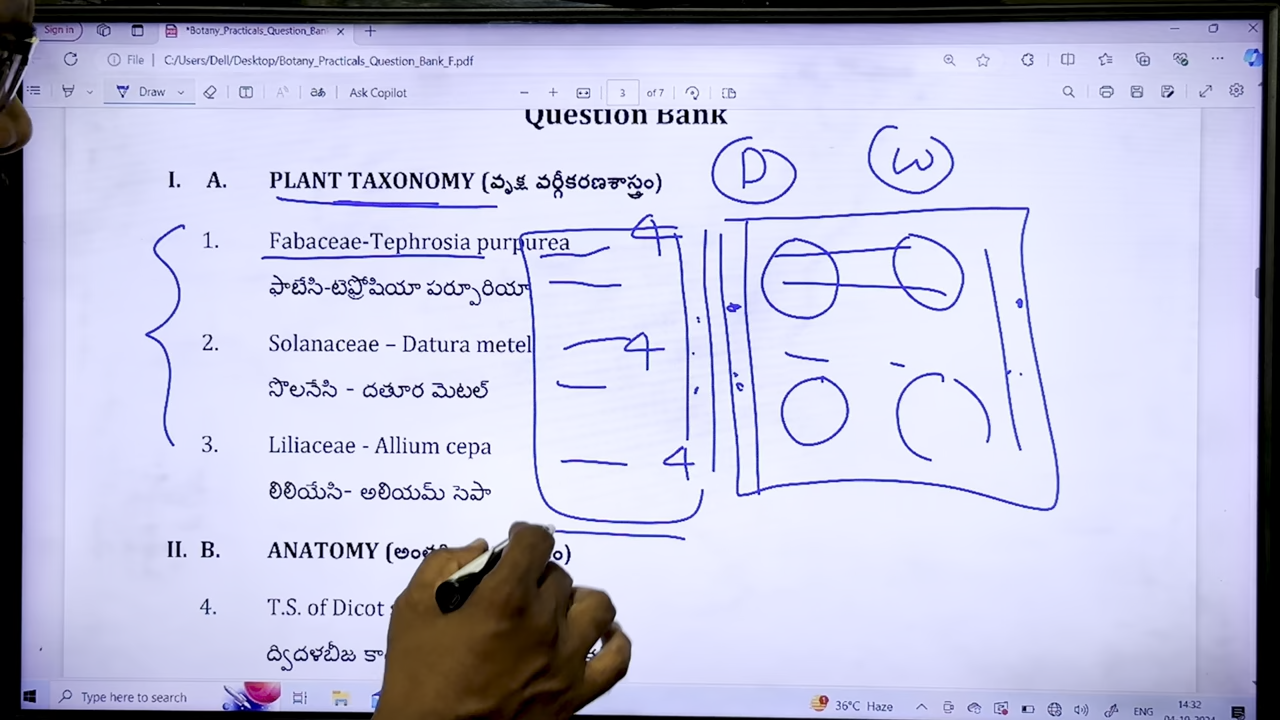 Sign in
*Botany_Practicals_Question_Ban
File | C:/Users/Dell/Desktop/Botany_Practicals_Question_Bank_F.pdf
Draw
aあ
Ask Copilot
3 of 7
Question Bank
D W
I. A. PLANT TAXONOMY (వృక్ష వర్గీకరణశాస్త్రం)
1. Fabaceae-Tephrosia purpurea 4
ఫాబేసి-టెఫ్రోషియా పర్పూరియా
2. Solanaceae – Datura metel 4
సొలనేసి - దతూర మెటల్
3. Liliaceae - Allium cepa 4
లిలియేసి- అలియమ్ సెపా
II. B. ANATOMY
4. T.S. of Dicot
ద్విదళబీజ
Type here to search
36°C Haze
ENG
14:32